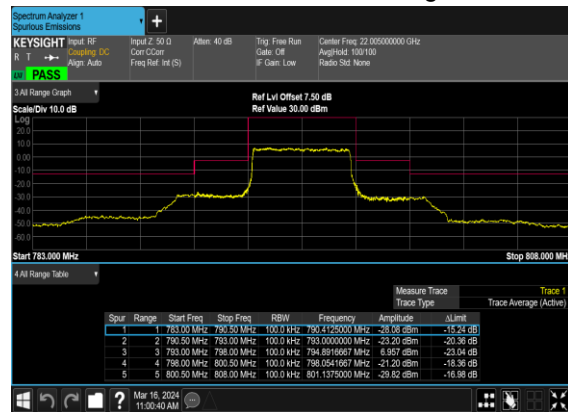 Spectrum Analyzer 1
Spurious Emissions
+
KEYSIGHT Input: RF Input Z: 50 Ω Atten: 40 dB Trig: Free Run Center Freq: 22.005000000 GHz
R T Coupling: DC Corr CCorr Gate: Off Avg|Hold: 100/100
Align: Auto Freq Ref: Int (S) IF Gain: Low Radio Std: None
LW PASS
3 All Range Graph
Ref Lvl Offset 7.50 dB
Scale/Div 10.0 dB Ref Value 30.00 dBm
Log
20.0
10.0
0.00
-10.0
-20.0
-30.0
-40.0
-50.0
-60.0
Start 783.000 MHz Stop 808.000 MH
4 All Range Table
Measure Trace Trace 1
Trace Type Trace Average (Active)
Spur Range Start Freq Stop Freq RBW Frequency Amplitude ΔLimit
1 1 783.00 MHz 790.50 MHz 100.0 kHz 790.4125000 MHz -28.08 dBm -15.24 dB
2 2 790.50 MHz 793.00 MHz 100.0 kHz 793.0000000 MHz -23.20 dBm -20.36 dB
3 3 793.00 MHz 798.00 MHz 100.0 kHz 794.8916667 MHz 6.957 dBm -23.04 dB
4 4 798.00 MHz 800.50 MHz 100.0 kHz 798.0541667 MHz -21.20 dBm -18.36 dB
5 5 800.50 MHz 808.00 MHz 100.0 kHz 801.1375000 MHz -29.82 dBm -16.98 dB
? Mar 16, 2024
11:00:40 AM